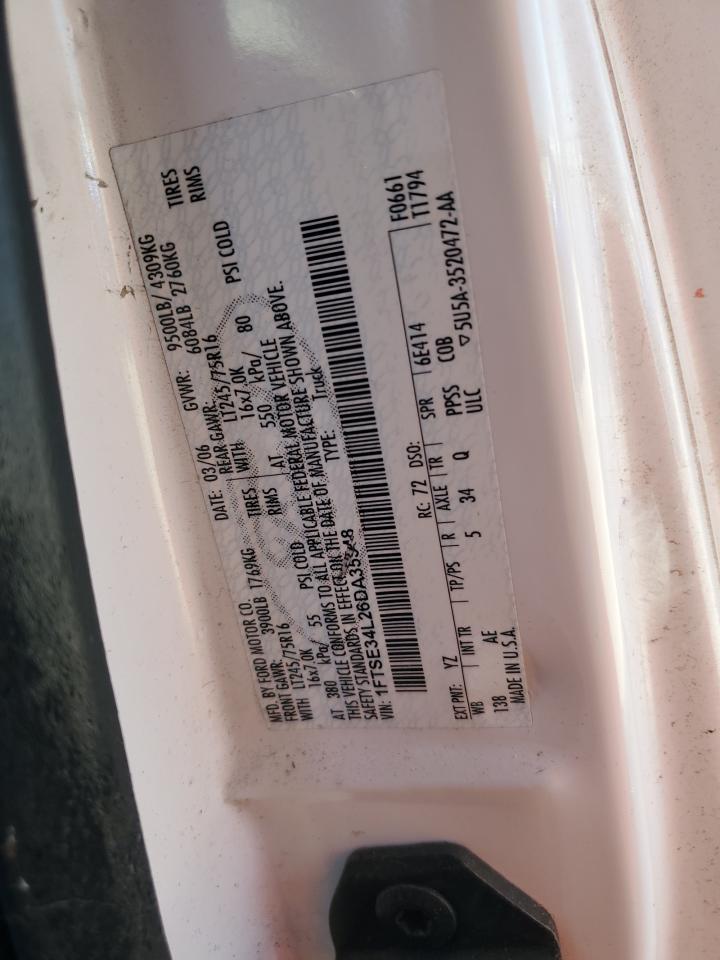 MFD. BY FORD MOTOR CO.
DATE: 03/06
GVWR: 9500LB/ 4309KG
FRONT GAWR: 3900LB 1769KG
REAR GAWR: 6084LB 2760KG
WITH LT245/75R16 TIRES WITH LT245/75R16 TIRES
16x7.0K RIMS 16x7.0K RIMS
AT 380 kPa/ 55 PSI COLD AT 550 kPa/ 80 PSI COLD
THIS VEHICLE CONFORMS TO ALL APPLICABLE FEDERAL MOTOR VEHICLE
SAFETY STANDARDS IN EFFECT ON THE DATE OF MANUFACTURE SHOWN ABOVE.
VIN: TYPE: Truck
F0661
T1794
EXT PNT: YZ RC: 72 DSO: 6E414
WB INT TR TP/PS R AXLE TR SPR
138 AE 5 34 Q PPSS COB
ULC
MADE IN U.S.A.
▽5U5A-3520472-AA